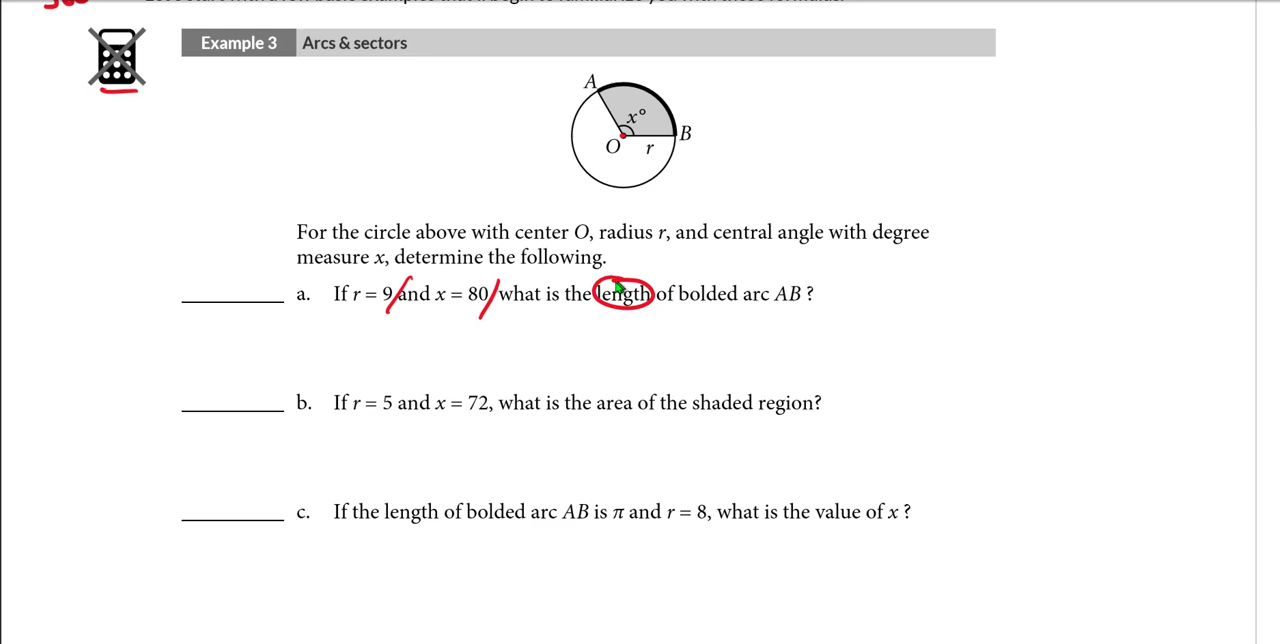 Example 3 Arcs & sectors
A
x°
B
O r
For the circle above with center O, radius r, and central angle with degree
measure x, determine the following.
a. If r = 9 and x = 80, what is the length of bolded arc AB ?
b. If r = 5 and x = 72, what is the area of the shaded region?
c. If the length of bolded arc AB is π and r = 8, what is the value of x ?